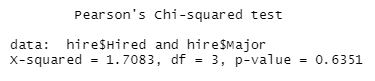 Pearson's Chi-squared test
data:  hire$Hired and hire$Major
X-squared = 1.7083, df = 3, p-value = 0.6351